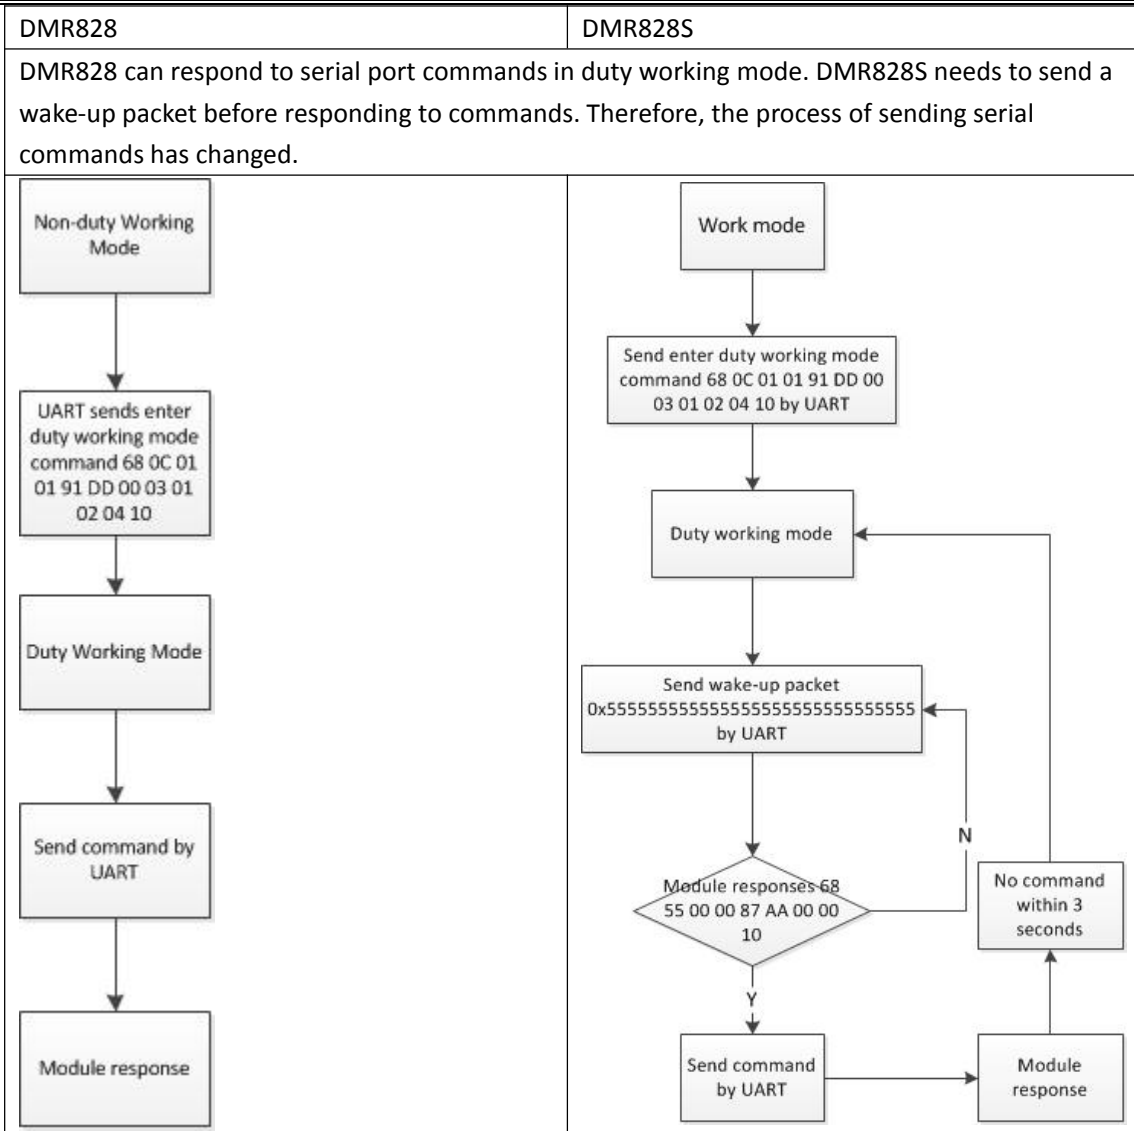 DMR828
DMR828S
DMR828 can respond to serial port commands in duty working mode. DMR828S needs to send a
wake-up packet before responding to commands. Therefore, the process of sending serial
commands has changed.
Non-duty Working
Mode
UART sends enter
duty working mode
command 68 0C 01
01 91 DD 00 03 01
02 04 10
Duty Working Mode
Send command by
UART
Module response
Work mode
Send enter duty working mode
command 68 0C 01 01 91 DD 00
03 01 02 04 10 by UART
Duty working mode
Send wake-up packet
0x55555555555555555555555555555555
by UART
N
Module responses 68
55 00 00 87 AA 00 00
10
Y
Send command
by UART
Module
response
No command
within 3
seconds